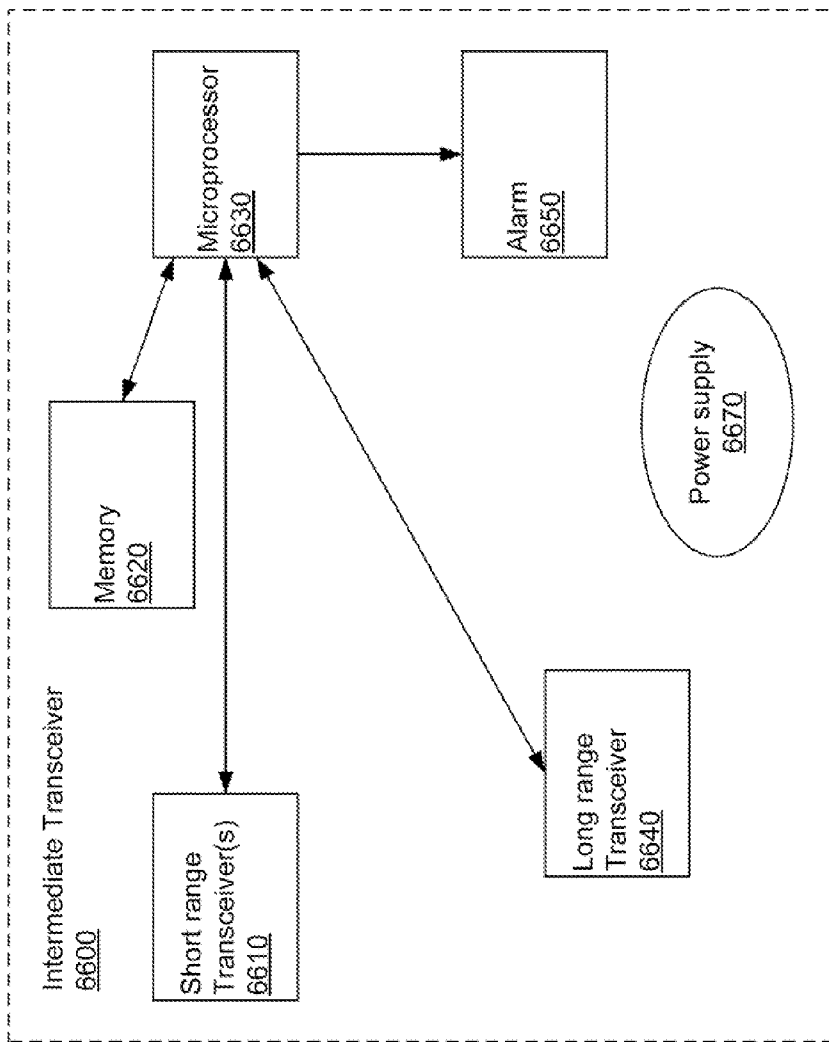 Intermediate Transceiver
6600
Memory
6620
Short range
Transceiver(s)
6610
Microprocessor
6630
Long range
Transceiver
6640
Alarm
6650
Power supply
6670